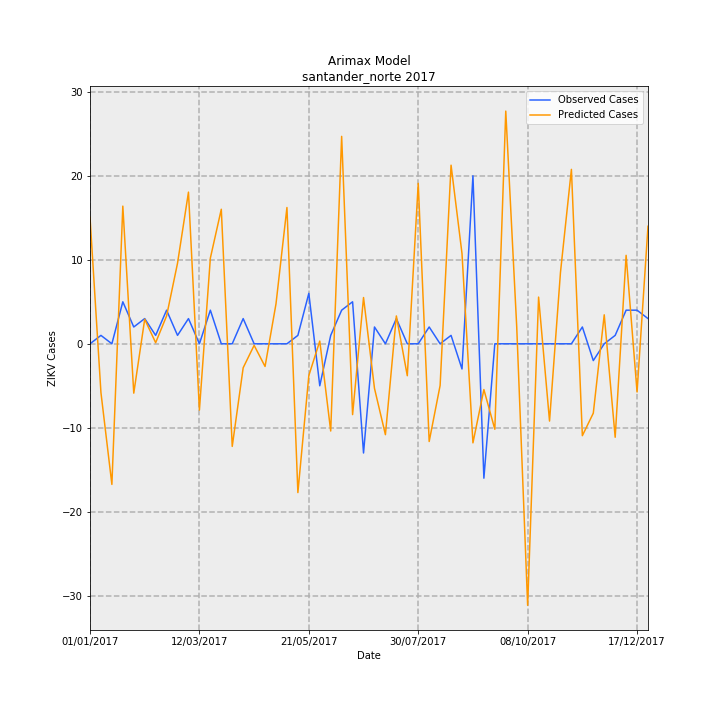 Arimax Model
santander_norte 2017
Observed Cases
Predicted Cases
30
20
10
0
−10
−20
−30
ZIKV Cases
01/01/2017
12/03/2017
21/05/2017
30/07/2017
08/10/2017
17/12/2017
Date